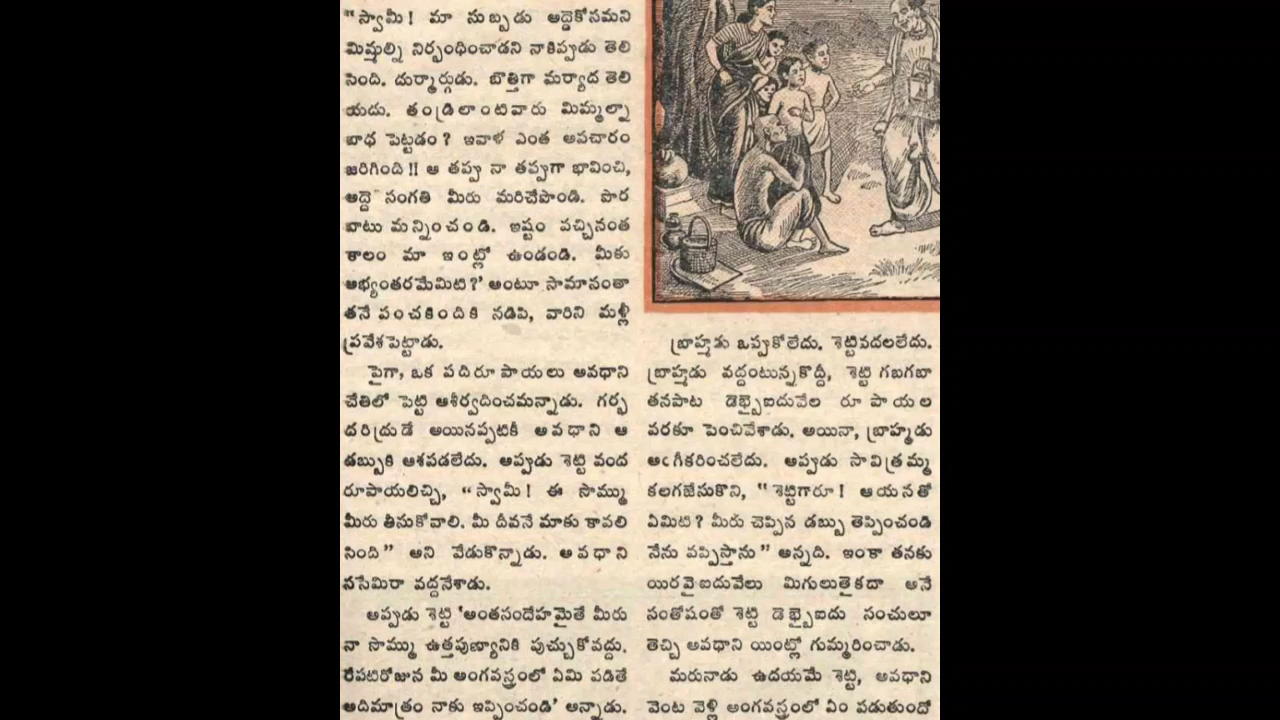 "స్వామీ! మా సుబ్బడు అద్దెకోసమని
మిమ్మల్ని నిర్బంధించాడని నాకిప్పుడు తెలి
సింది. దుర్మార్గుడు. బొత్తిగా మర్యాద తెలి
యదు. తండ్రిలాంటివారు మిమ్మల్నా
బాధ పెట్టడం? ఇవాళ ఎంత అపచారం
జరిగింది!! ఆ తప్పు నా తప్పుగా భావించి,
అద్దె సంగతి మీరు మరిచేపొండి. పొర
పాటు మన్నించండి. ఇష్టం వచ్చినంత
కాలం మా ఇంట్లో ఉండండి. మీకు
అభ్యంతరమేమిటి?' అంటూ సామానంతా
తనే పంచకిందికి నడిపి, వారిని మళ్లీ
ప్రవేశపెట్టాడు.
పైగా, ఒక పదిరూపాయలు అవధాని
చేతిలో పెట్టి ఆశీర్వదించమన్నాడు. గర్భ
దరిద్రుడే అయినప్పటికీ అవధాని ఆ
డబ్బుకి ఆశపడలేదు. అప్పుడు శెట్టి వంద
రూపాయలిచ్చి, "స్వామీ! ఈ సొమ్ము
మీరు తీసుకోవాలి. మీ దీవనే మాకు కావలి
సింది" అని వేడుకొన్నాడు. అవధాని
ససేమిరా వద్దనేశాడు.
అప్పుడు శెట్టి 'అంతసందేహమైతే మీరు
నా సొమ్ము ఉత్తపుణ్యానికి పుచ్చుకోవద్దు.
రేపటిరోజున మీ అంగవస్త్రంలో ఏమి పడితే
అదిమాత్రం నాకు ఇప్పించండి' అన్నాడు.
బ్రాహ్మడు ఒప్పుకోలేదు. శెట్టివదలలేదు.
బ్రాహ్మడు వద్దంటున్నకొద్దీ, శెట్టి గబగబా
తనపాట డెభ్బైఐదువేల రూపాయల
వరకూ పెంచివేశాడు. అయినా, బ్రాహ్మడు
అంగీకరించలేదు. అప్పుడు సావిత్రమ్మ
కలగజేసుకొని, "శెట్టిగారూ! ఆయనతో
ఏమిటి? మీరు చెప్పిన డబ్బు తెప్పించండి
నేను వప్పిస్తాను" అన్నది. ఇంకా తనకు
యిరవైఐదువేలు మిగులుతైకదా అనే
సంతోషంతో శెట్టి డెభ్బైఐదు సంచులూ
తెచ్చి అవధాని యింట్లో గుమ్మరించాడు.
మరునాడు ఉదయమే శెట్టి, అవధాని
వెంట వెళ్లి అంగవస్త్రంలో ఏం పడుతుందో